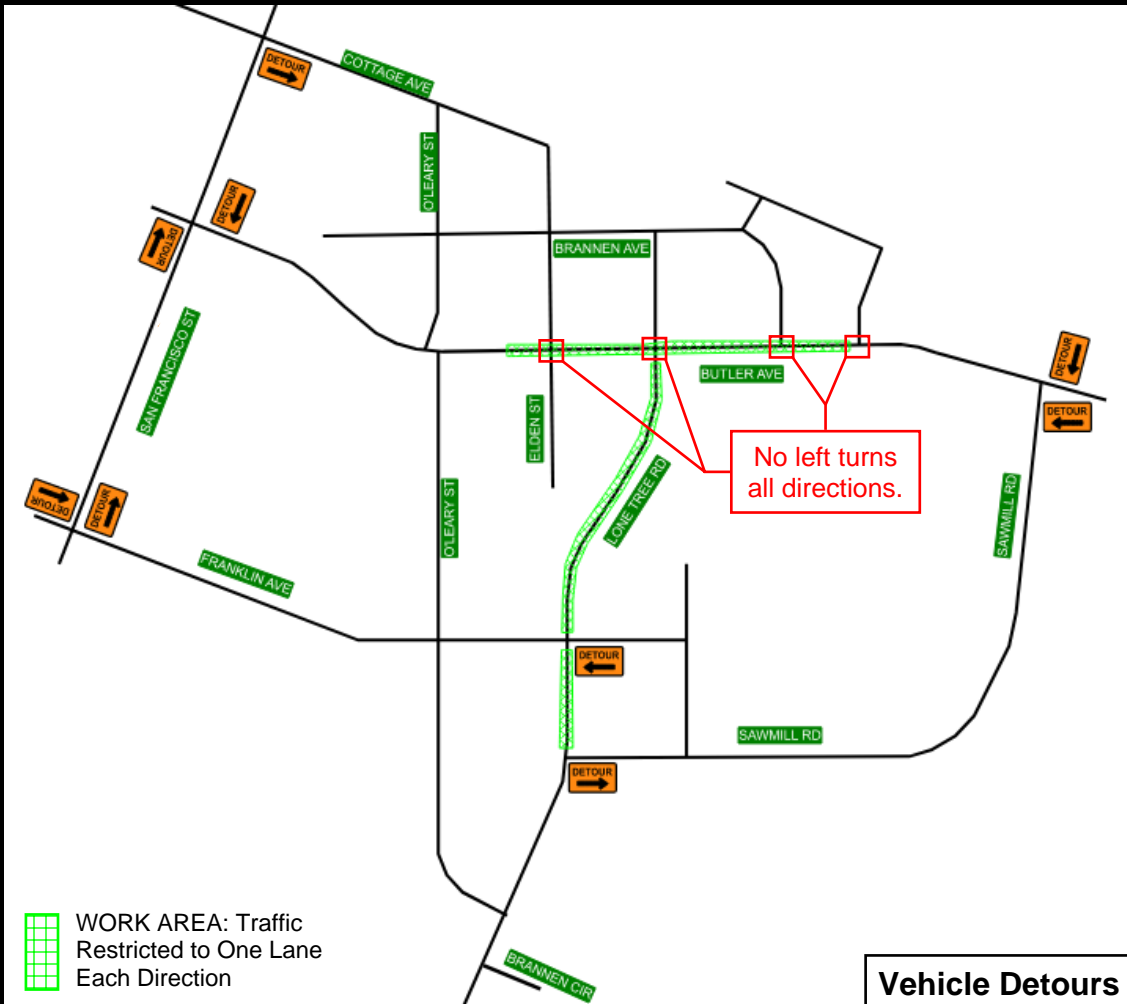 DETOUR
COTTAGE AVE
O'LEARY ST
DETOUR
DETOUR
BRANNEN AVE
SAN FRANCISCO ST
DETOUR
BUTLER AVE
DETOUR
ELDEN ST
No left turns
all directions.
LONE TREE RD
SAWMILL RD
DETOUR
DETOUR
O'LEARY ST
FRANKLIN AVE
DETOUR
SAWMILL RD
DETOUR
WORK AREA: Traffic
Restricted to One Lane
Each Direction
BRANNEN CIR
Vehicle Detours